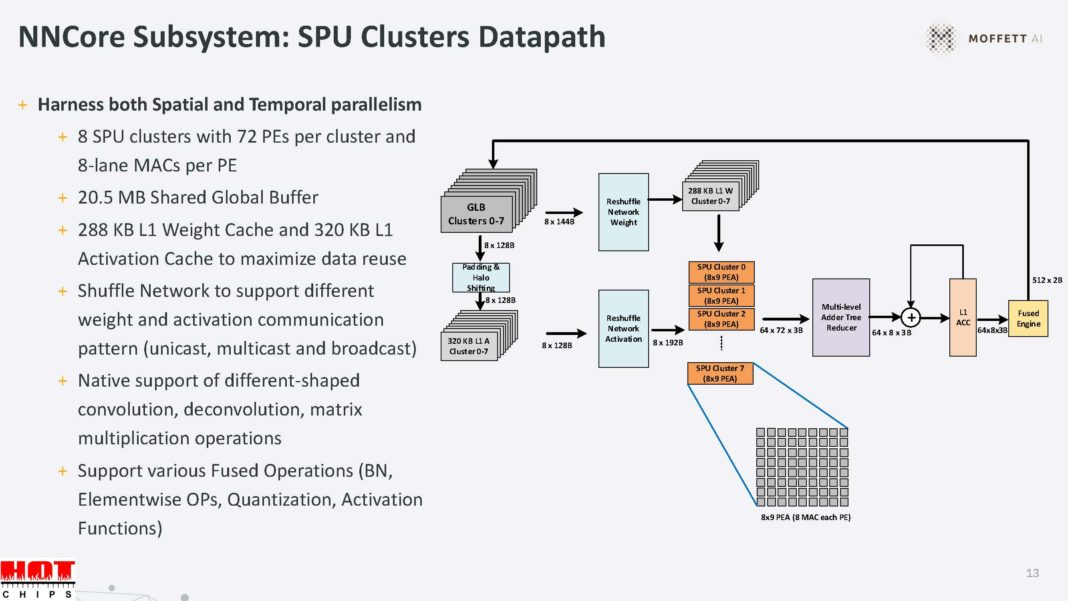 NNCore Subsystem: SPU Clusters Datapath
MOFFETT AI
+ Harness both Spatial and Temporal parallelism
+ 8 SPU clusters with 72 PEs per cluster and
8-lane MACs per PE
+ 20.5 MB Shared Global Buffer
+ 288 KB L1 Weight Cache and 320 KB L1
Activation Cache to maximize data reuse
+ Shuffle Network to support different
weight and activation communication
pattern (unicast, multicast and broadcast)
+ Native support of different-shaped
convolution, deconvolution, matrix
multiplication operations
+ Support various Fused Operations (BN,
Elementwise OPs, Quantization, Activation
Functions)
GLB
Clusters 0-7
8 x 144B
Reshuffle
Network
Weight
288 KB L1 W
Cluster 0-7
8 x 128B
Padding &
Halo
Shifting
8 x 128B
320 KB L1 A
Cluster 0-7
8 x 128B
Reshuffle
Network
Activation
8 x 192B
SPU Cluster 0
(8x9 PEA)
SPU Cluster 1
(8x9 PEA)
SPU Cluster 2
(8x9 PEA)
SPU Cluster 7
(8x9 PEA)
64 x 72 x 3B
Multi-level
Adder Tree
Reducer
64 x 8 x 3B
+
L1
ACC
64x8x3B
Fused
Engine
512 x 2B
8x9 PEA (8 MAC each PE)
HOT
CHIPS
13